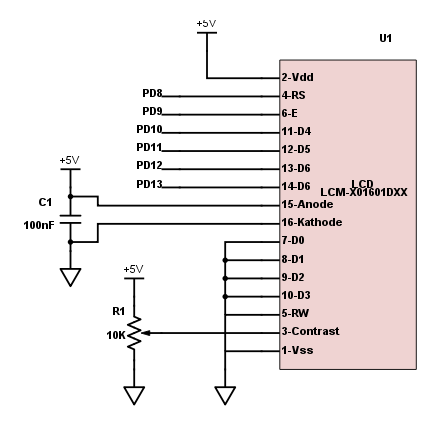 +5V
U1
2-Vdd
PD8 4-RS
PD9 6-E
PD10 11-D4
PD11 12-D5
+5V PD12 13-D6
PD13 14-D6
LCD
LCM-X01601DXX
C1 15-Anode
100nF 16-Kathode
7-D0
8-D1
+5V 9-D2
10-D3
R1 5-RW
10K 3-Contrast
1-Vss